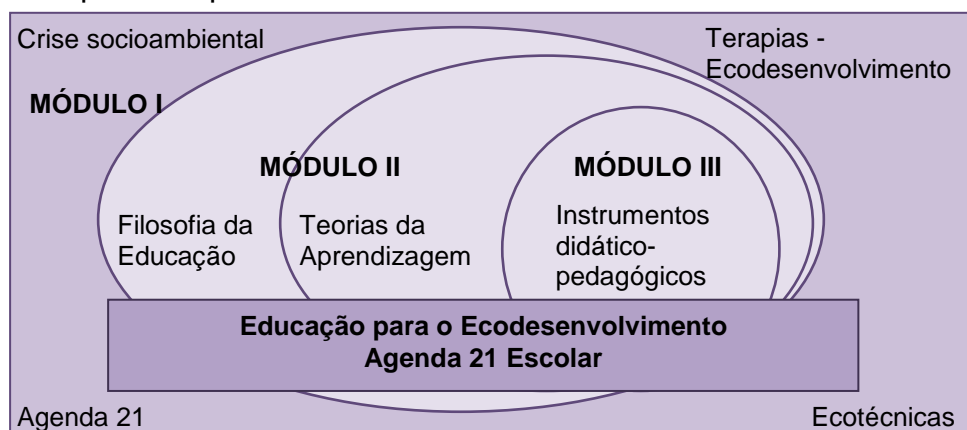 Crise socioambiental
Terapias -
Ecodesenvolvimento
MÓDULO I
MÓDULO II
MÓDULO III
Filosofia da
Educação
Teorias da
Aprendizagem
Instrumentos
didático-
pedagógicos
Educação para o Ecodesenvolvimento
Agenda 21 Escolar
Agenda 21
Ecotécnicas